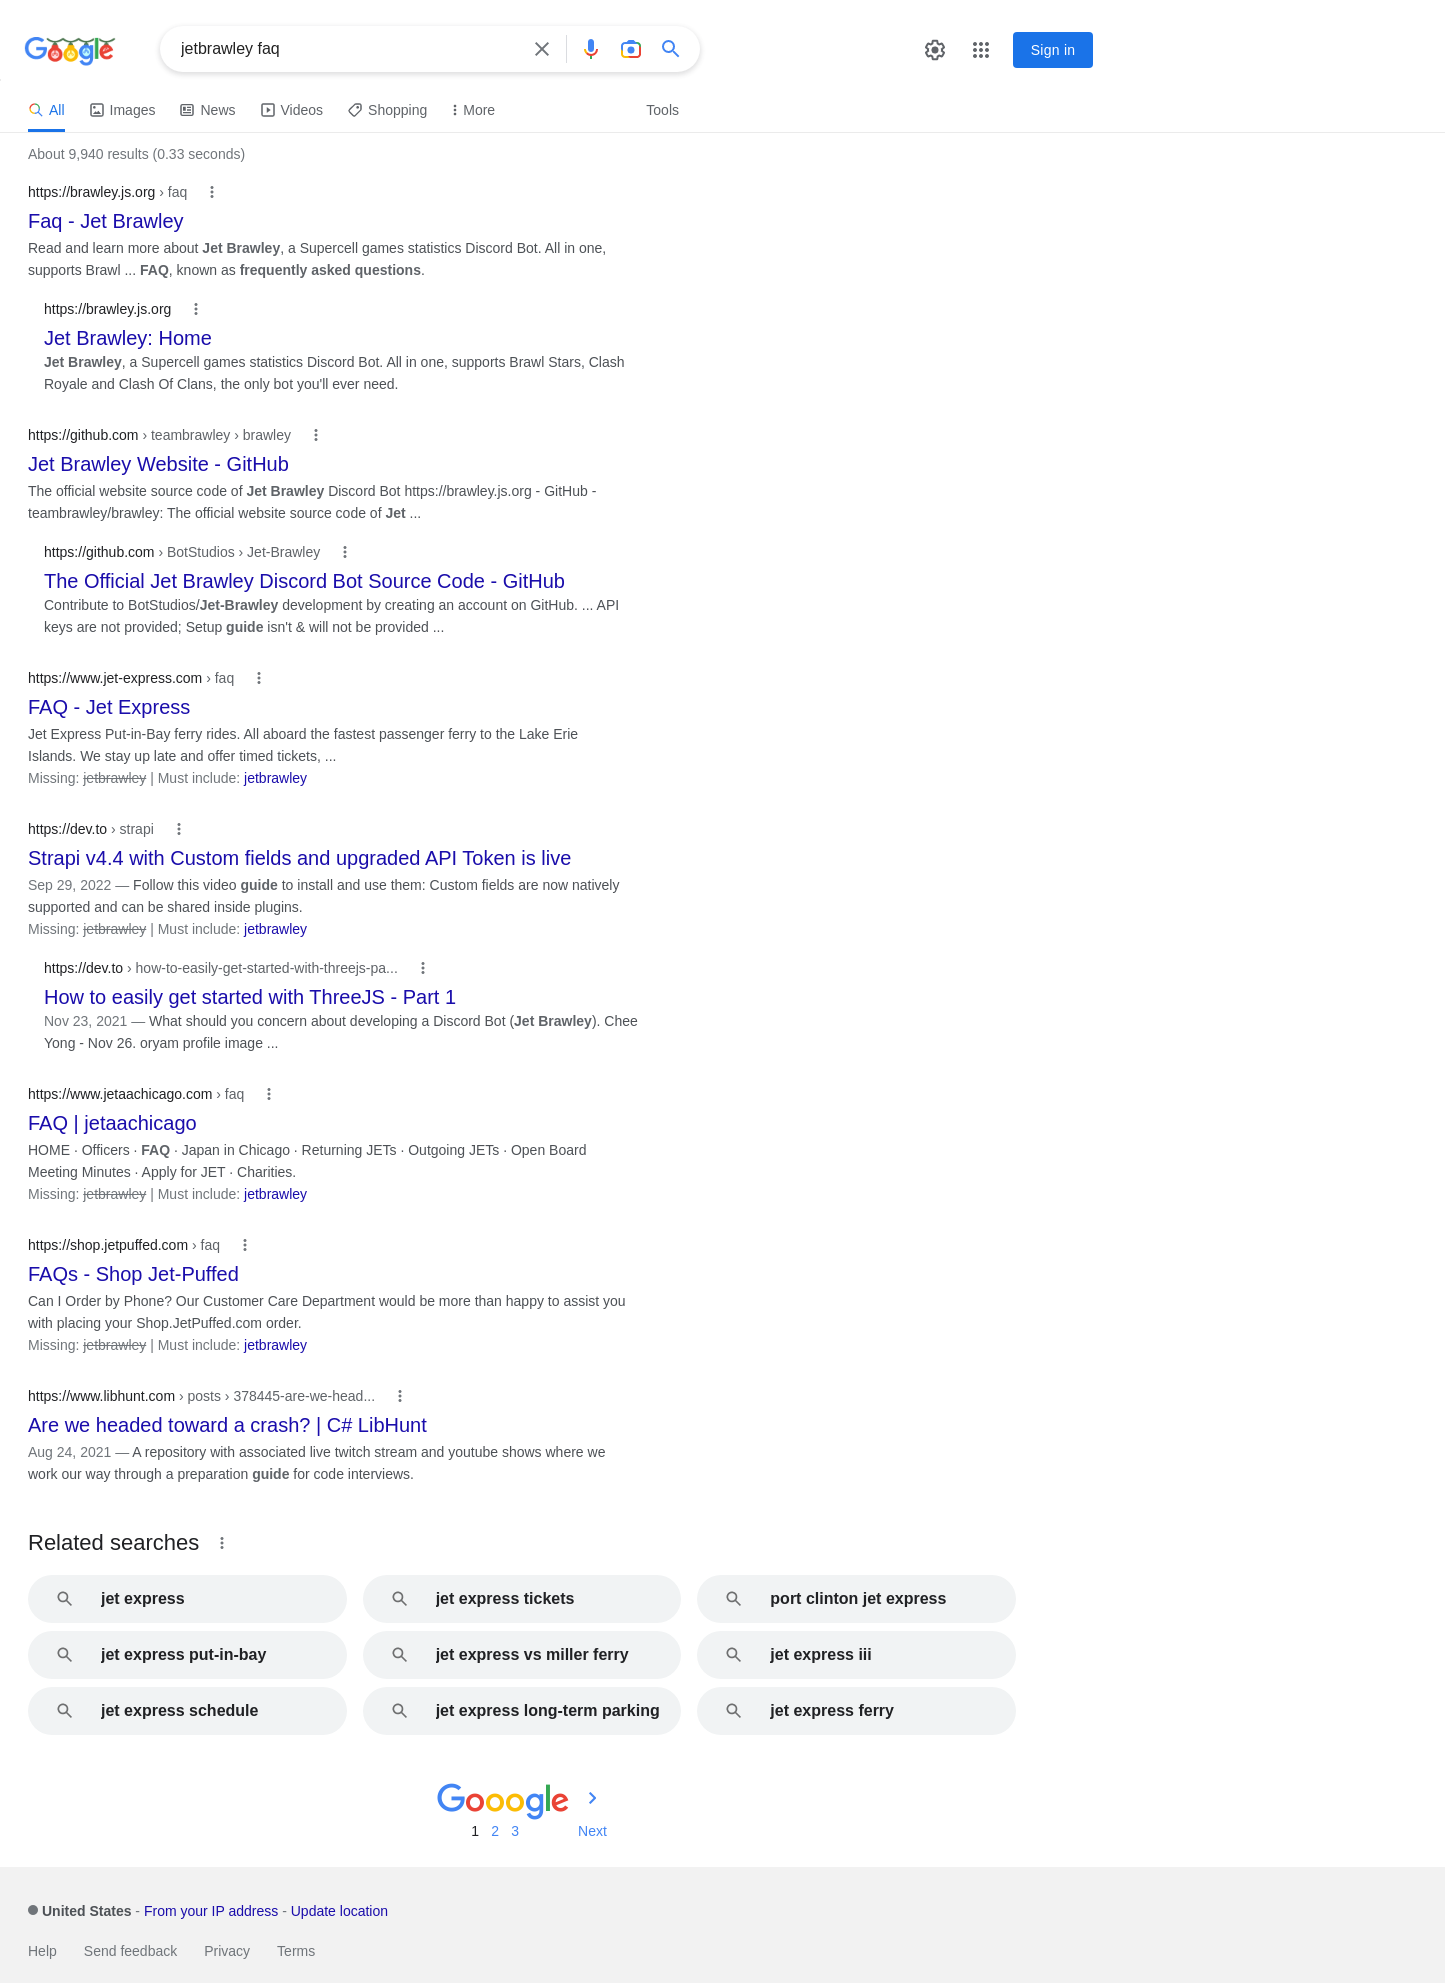 Google
jetbrawley faq
Sign in
All Images News Videos Shopping More Tools
About 9,940 results (0.33 seconds)
https://brawley.js.org › faq
Faq - Jet Brawley
Read and learn more about Jet Brawley, a Supercell games statistics Discord Bot. All in one,
supports Brawl ... FAQ, known as frequently asked questions.
https://brawley.js.org
Jet Brawley: Home
Jet Brawley, a Supercell games statistics Discord Bot. All in one, supports Brawl Stars, Clash
Royale and Clash Of Clans, the only bot you'll ever need.
https://github.com › teambrawley › brawley
Jet Brawley Website - GitHub
The official website source code of Jet Brawley Discord Bot https://brawley.js.org - GitHub -
teambrawley/brawley: The official website source code of Jet ...
https://github.com › BotStudios › Jet-Brawley
The Official Jet Brawley Discord Bot Source Code - GitHub
Contribute to BotStudios/Jet-Brawley development by creating an account on GitHub. ... API
keys are not provided; Setup guide isn't & will not be provided ...
https://www.jet-express.com › faq
FAQ - Jet Express
Jet Express Put-in-Bay ferry rides. All aboard the fastest passenger ferry to the Lake Erie
Islands. We stay up late and offer timed tickets, ...
Missing: jetbrawley | Must include: jetbrawley
https://dev.to › strapi
Strapi v4.4 with Custom fields and upgraded API Token is live
Sep 29, 2022 — Follow this video guide to install and use them: Custom fields are now natively
supported and can be shared inside plugins.
Missing: jetbrawley | Must include: jetbrawley
https://dev.to › how-to-easily-get-started-with-threejs-pa...
How to easily get started with ThreeJS - Part 1
Nov 23, 2021 — What should you concern about developing a Discord Bot (Jet Brawley). Chee
Yong - Nov 26. oryam profile image ...
https://www.jetaachicago.com › faq
FAQ | jetaachicago
HOME · Officers · FAQ · Japan in Chicago · Returning JETs · Outgoing JETs · Open Board
Meeting Minutes · Apply for JET · Charities.
Missing: jetbrawley | Must include: jetbrawley
https://shop.jetpuffed.com › faq
FAQs - Shop Jet-Puffed
Can I Order by Phone? Our Customer Care Department would be more than happy to assist you
with placing your Shop.JetPuffed.com order.
Missing: jetbrawley | Must include: jetbrawley
https://www.libhunt.com › posts › 378445-are-we-head...
Are we headed toward a crash? | C# LibHunt
Aug 24, 2021 — A repository with associated live twitch stream and youtube shows where we
work our way through a preparation guide for code interviews.
Related searches
jet express jet express tickets port clinton jet express
jet express put-in-bay jet express vs miller ferry jet express iii
jet express schedule jet express long-term parking jet express ferry
Gooogle
1 2 3 Next
United States - From your IP address - Update location
Help Send feedback Privacy Terms